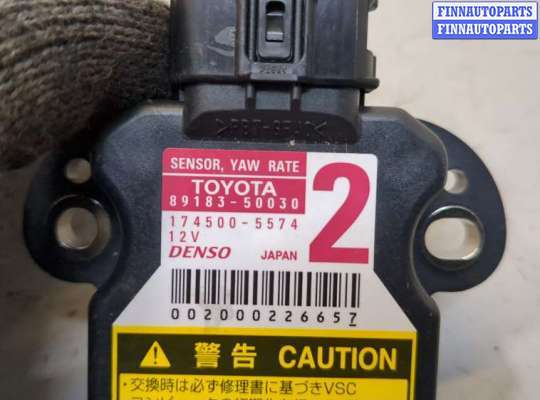 FINNAUTOPARTS
FINNAUTOPARTS
SENSOR, YAW RATE
TOYOTA
89183-50030
174500-5574
12V
DENSO JAPAN
2
002000226657
警告 CAUTION
・交換時は必ず修理書に基づきVSC